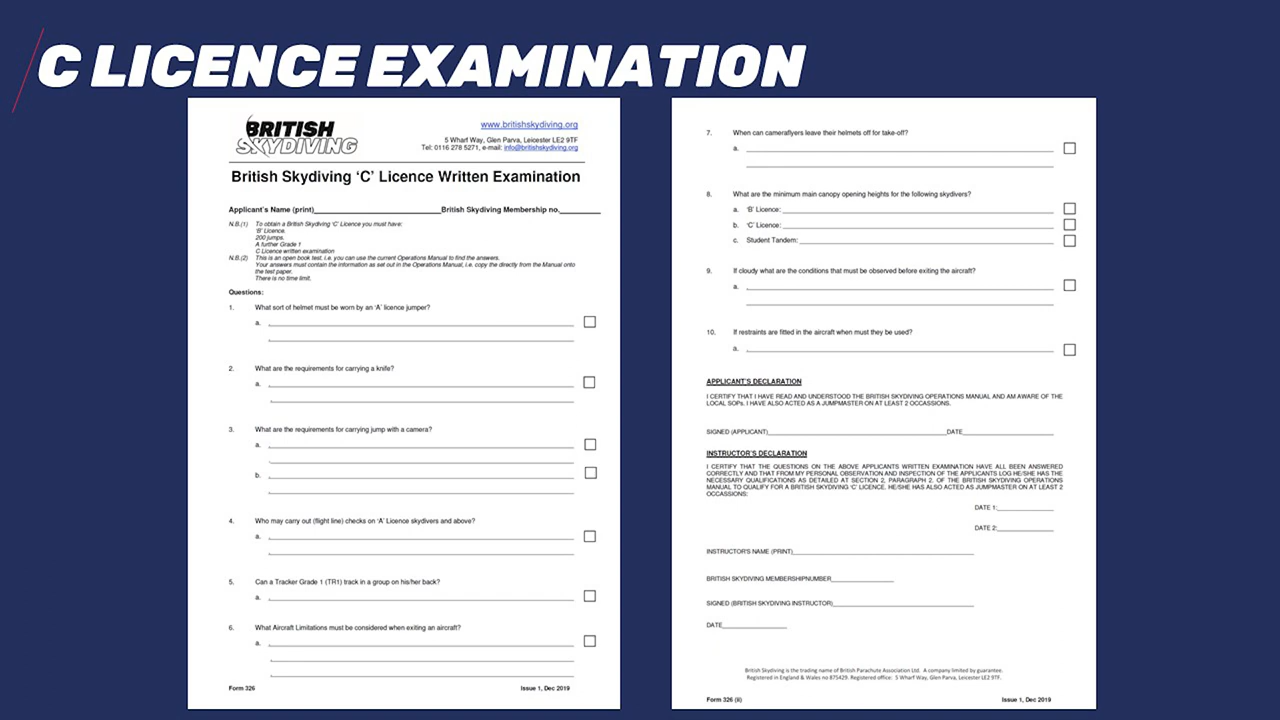 C LICENCE EXAMINATION
BRITISH
SKYDIVING
www.britishskydiving.org
5 Wharf Way, Glen Parva, Leicester LE2 9TF
Tel: 0116 278 5271, e-mail: info@britishskydiving.org
British Skydiving ‘C’ Licence Written Examination
Applicant's Name (print)____________________British Skydiving Membership no.__________
N.B.(1) To obtain a British Skydiving ‘C’ Licence you must have:
‘B’ Licence.
200 jumps.
A further Grade 1
C Licence written examination
N.B.(2) This is an open book test, i.e. you can use the current Operations Manual to find the answers.
Your answers must contain the information as set out in the Operations Manual, i.e. copy the directly from the Manual onto
the test paper.
There is no time limit.
Questions:
1. What sort of helmet must be worn by an ‘A’ licence jumper?
a.
2. What are the requirements for carrying a knife?
a.
3. What are the requirements for carrying jump with a camera?
a.
b.
4. Who may carry out (flight line) checks on ‘A’ Licence skydivers and above?
a.
5. Can a Tracker Grade 1 (TR1) track in a group on his/her back?
a.
6. What Aircraft Limitations must be considered when exiting an aircraft?
a.
Form 326 Issue 1, Dec 2019
7. When can cameraflyers leave their helmets off for take-off?
a.
8. What are the minimum main canopy opening heights for the following skydivers?
a. ‘B’ Licence:
b. ‘C’ Licence:
c. Student Tandem:
9. If cloudy what are the conditions that must be observed before exiting the aircraft?
a.
10. If restraints are fitted in the aircraft when must they be used?
a.
APPLICANT'S DECLARATION
I CERTIFY THAT I HAVE READ AND UNDERSTOOD THE BRITISH SKYDIVING OPERATIONS MANUAL AND AM AWARE OF THE
LOCAL SOPs. I HAVE ALSO ACTED AS A JUMPMASTER ON AT LEAST 2 OCCASSIONS.
SIGNED (APPLICANT)____________________DATE__________
INSTRUCTOR'S DECLARATION
I CERTIFY THAT THE QUESTIONS ON THE ABOVE APPLICANTS WRITTEN EXAMINATION HAVE ALL BEEN ANSWERED
CORRECTLY AND THAT FROM MY PERSONAL OBSERVATION AND INSPECTION OF THE APPLICANTS LOG HE/SHE HAS THE
NECESSARY QUALIFICATIONS AS DETAILED AT SECTION 2, PARAGRAPH 2, OF THE BRITISH SKYDIVING OPERATIONS
MANUAL TO QUALIFY FOR A BRITISH SKYDIVING ‘C’ LICENCE. HE/SHE HAS ALSO ACTED AS JUMPMASTER ON AT LEAST 2
OCCASSIONS:
DATE 1:__________
DATE 2:__________
INSTRUCTOR'S NAME (PRINT)____________________
BRITISH SKYDIVING MEMBERSHIPNUMBER__________
SIGNED (BRITISH SKYDIVING INSTRUCTOR)____________________
DATE__________
British Skydiving is the trading name of British Parachute Association Ltd. A company limited by guarantee.
Registered in England & Wales no 875429. Registered office: 5 Wharf Way, Glen Parva, Leicester LE2 9TF.
Form 326 (ii) Issue 1, Dec 2019